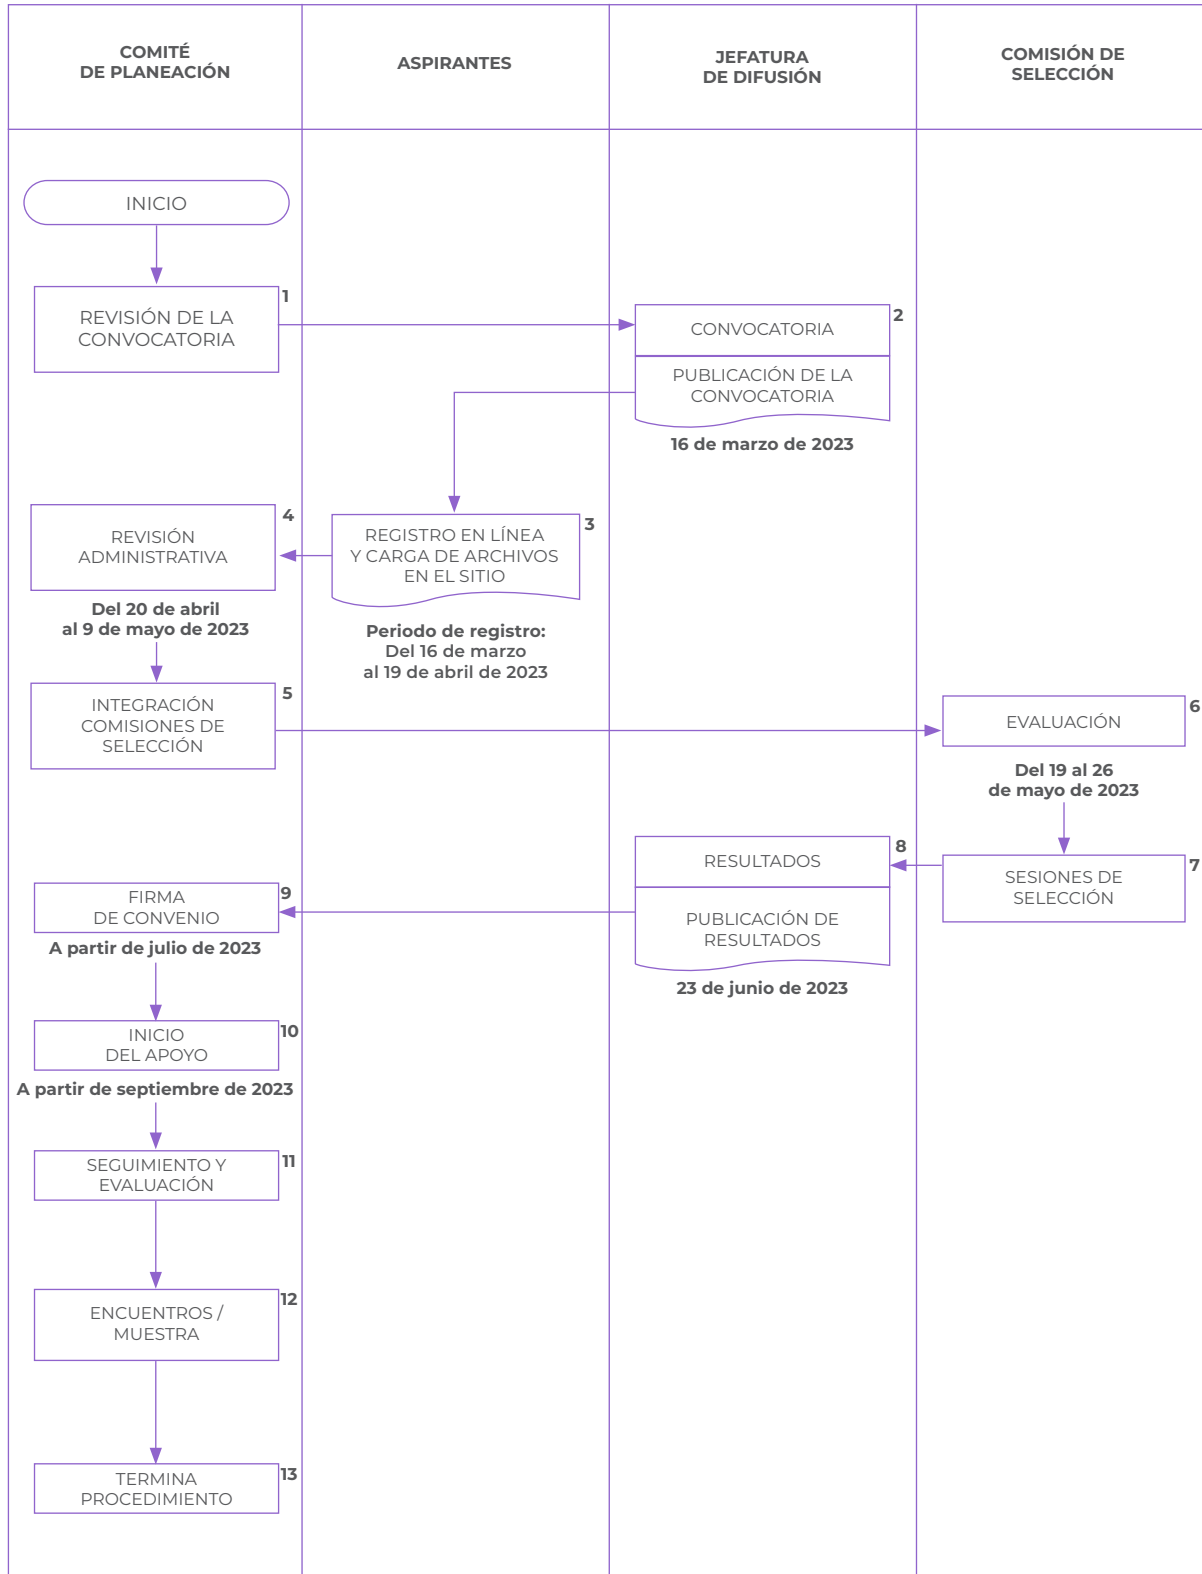 COMITÉ
DE PLANEACIÓN
ASPIRANTES
JEFATURA
DE DIFUSIÓN
COMISIÓN DE
SELECCIÓN
INICIO
1
REVISIÓN DE LA
CONVOCATORIA
2
CONVOCATORIA
PUBLICACIÓN DE LA
CONVOCATORIA
16 de marzo de 2023
3
REGISTRO EN LÍNEA
Y CARGA DE ARCHIVOS
EN EL SITIO
Periodo de registro:
Del 16 de marzo
al 19 de abril de 2023
4
REVISIÓN
ADMINISTRATIVA
Del 20 de abril
al 9 de mayo de 2023
5
INTEGRACIÓN
COMISIONES DE
SELECCIÓN
6
EVALUACIÓN
Del 19 al 26
de mayo de 2023
7
SESIONES DE
SELECCIÓN
8
RESULTADOS
PUBLICACIÓN DE
RESULTADOS
23 de junio de 2023
9
FIRMA
DE CONVENIO
A partir de julio de 2023
10
INICIO
DEL APOYO
A partir de septiembre de 2023
11
SEGUIMIENTO Y
EVALUACIÓN
12
ENCUENTROS /
MUESTRA
13
TERMINA
PROCEDIMIENTO